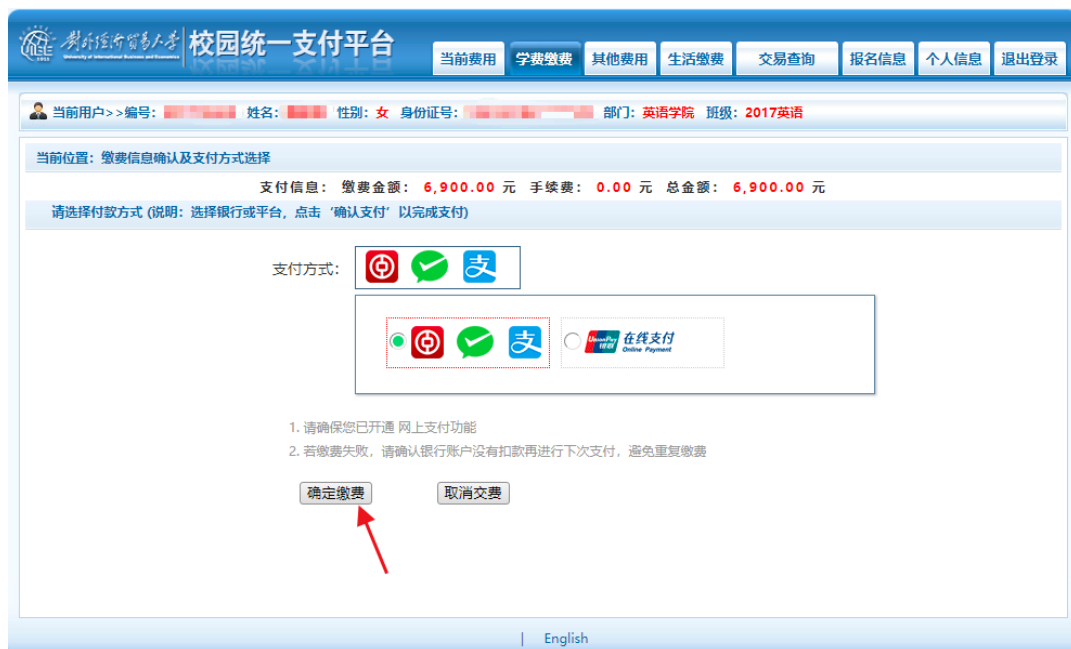 对外经济贸易大学 校园统一支付平台
University of International Business and Economics
1951
当前费用 学费缴费 其他费用 生活缴费 交易查询 报名信息 个人信息 退出登录
当前用户>>编号: 姓名: 性别: 女 身份证号: 部门: 英语学院 班级: 2017英语
当前位置: 缴费信息确认及支付方式选择
支付信息: 缴费金额: 6,900.00 元 手续费: 0.00 元 总金额: 6,900.00 元
请选择付款方式 (说明: 选择银行或平台, 点击 ‘确认支付’ 以完成支付)
支付方式: 支
支 UnionPay 银联 在线支付
Online Payment
1. 请确保您已开通 网上支付功能
2. 若缴费失败, 请确认银行账户没有扣款再进行下次支付, 避免重复缴费
确定缴费 取消交费
| English